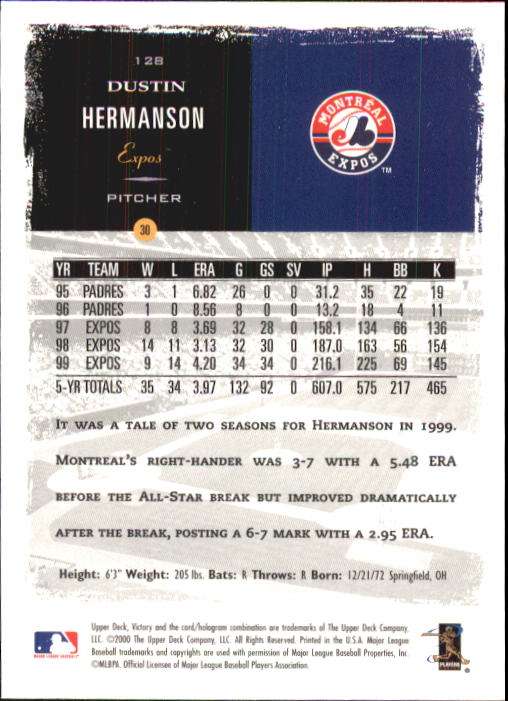 128
DUSTIN
HERMANSON
Expos™
PITCHER
MONTRÉAL
EXPOS
™
30
YR TEAM W L ERA G GS SV IP H BB K
95 PADRES 3 1 6.82 26 0 0 31.2 35 22 19
96 PADRES 1 0 8.56 8 0 0 13.2 18 4 11
97 EXPOS 8 8 3.69 32 28 0 158.1 134 66 136
98 EXPOS 14 11 3.13 32 30 0 187.0 163 56 154
99 EXPOS 9 14 4.20 34 34 0 216.1 225 69 145
5-YR TOTALS 35 34 3.97 132 92 0 607.0 575 217 465
IT WAS A TALE OF TWO SEASONS FOR HERMANSON IN 1999.
MONTREAL'S RIGHT-HANDER WAS 3-7 WITH A 5.48 ERA
BEFORE THE ALL-STAR BREAK BUT IMPROVED DRAMATICALLY
AFTER THE BREAK, POSTING A 6-7 MARK WITH A 2.95 ERA.
Height: 6'3" Weight: 205 lbs. Bats: R Throws: R Born: 12/21/72 Springfield, OH
Upper Deck, Victory and the card/hologram combination are trademarks of The Upper Deck Company,
LLC. ©2000 The Upper Deck Company, LLC. All Rights Reserved. Printed in the U.S.A. Major League
Baseball trademarks and copyrights are used with permission of Major League Baseball Properties, Inc.
©MLBPA. Official Licensee of Major League Baseball Players Association.
MAJOR LEAGUE BASEBALL
PLAYERS
®